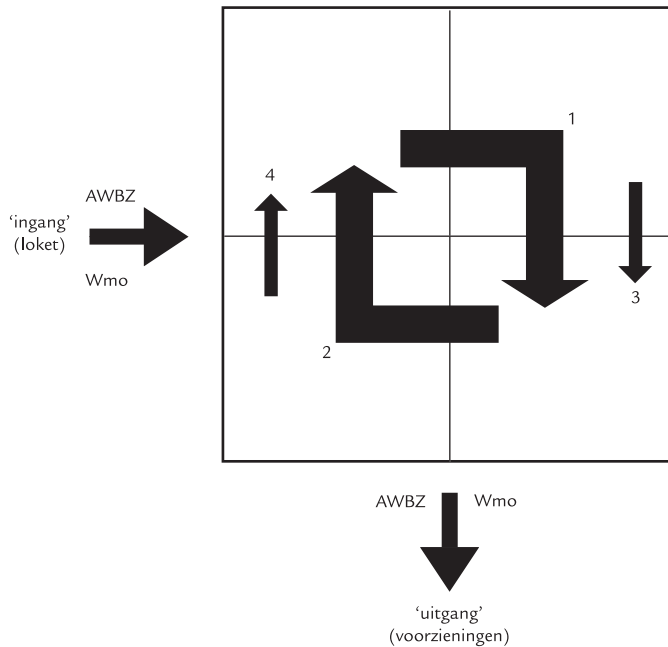 1
4
AWBZ
'ingang'
(loket)
Wmo
3
2
AWBZ Wmo
'uitgang'
(voorzieningen)